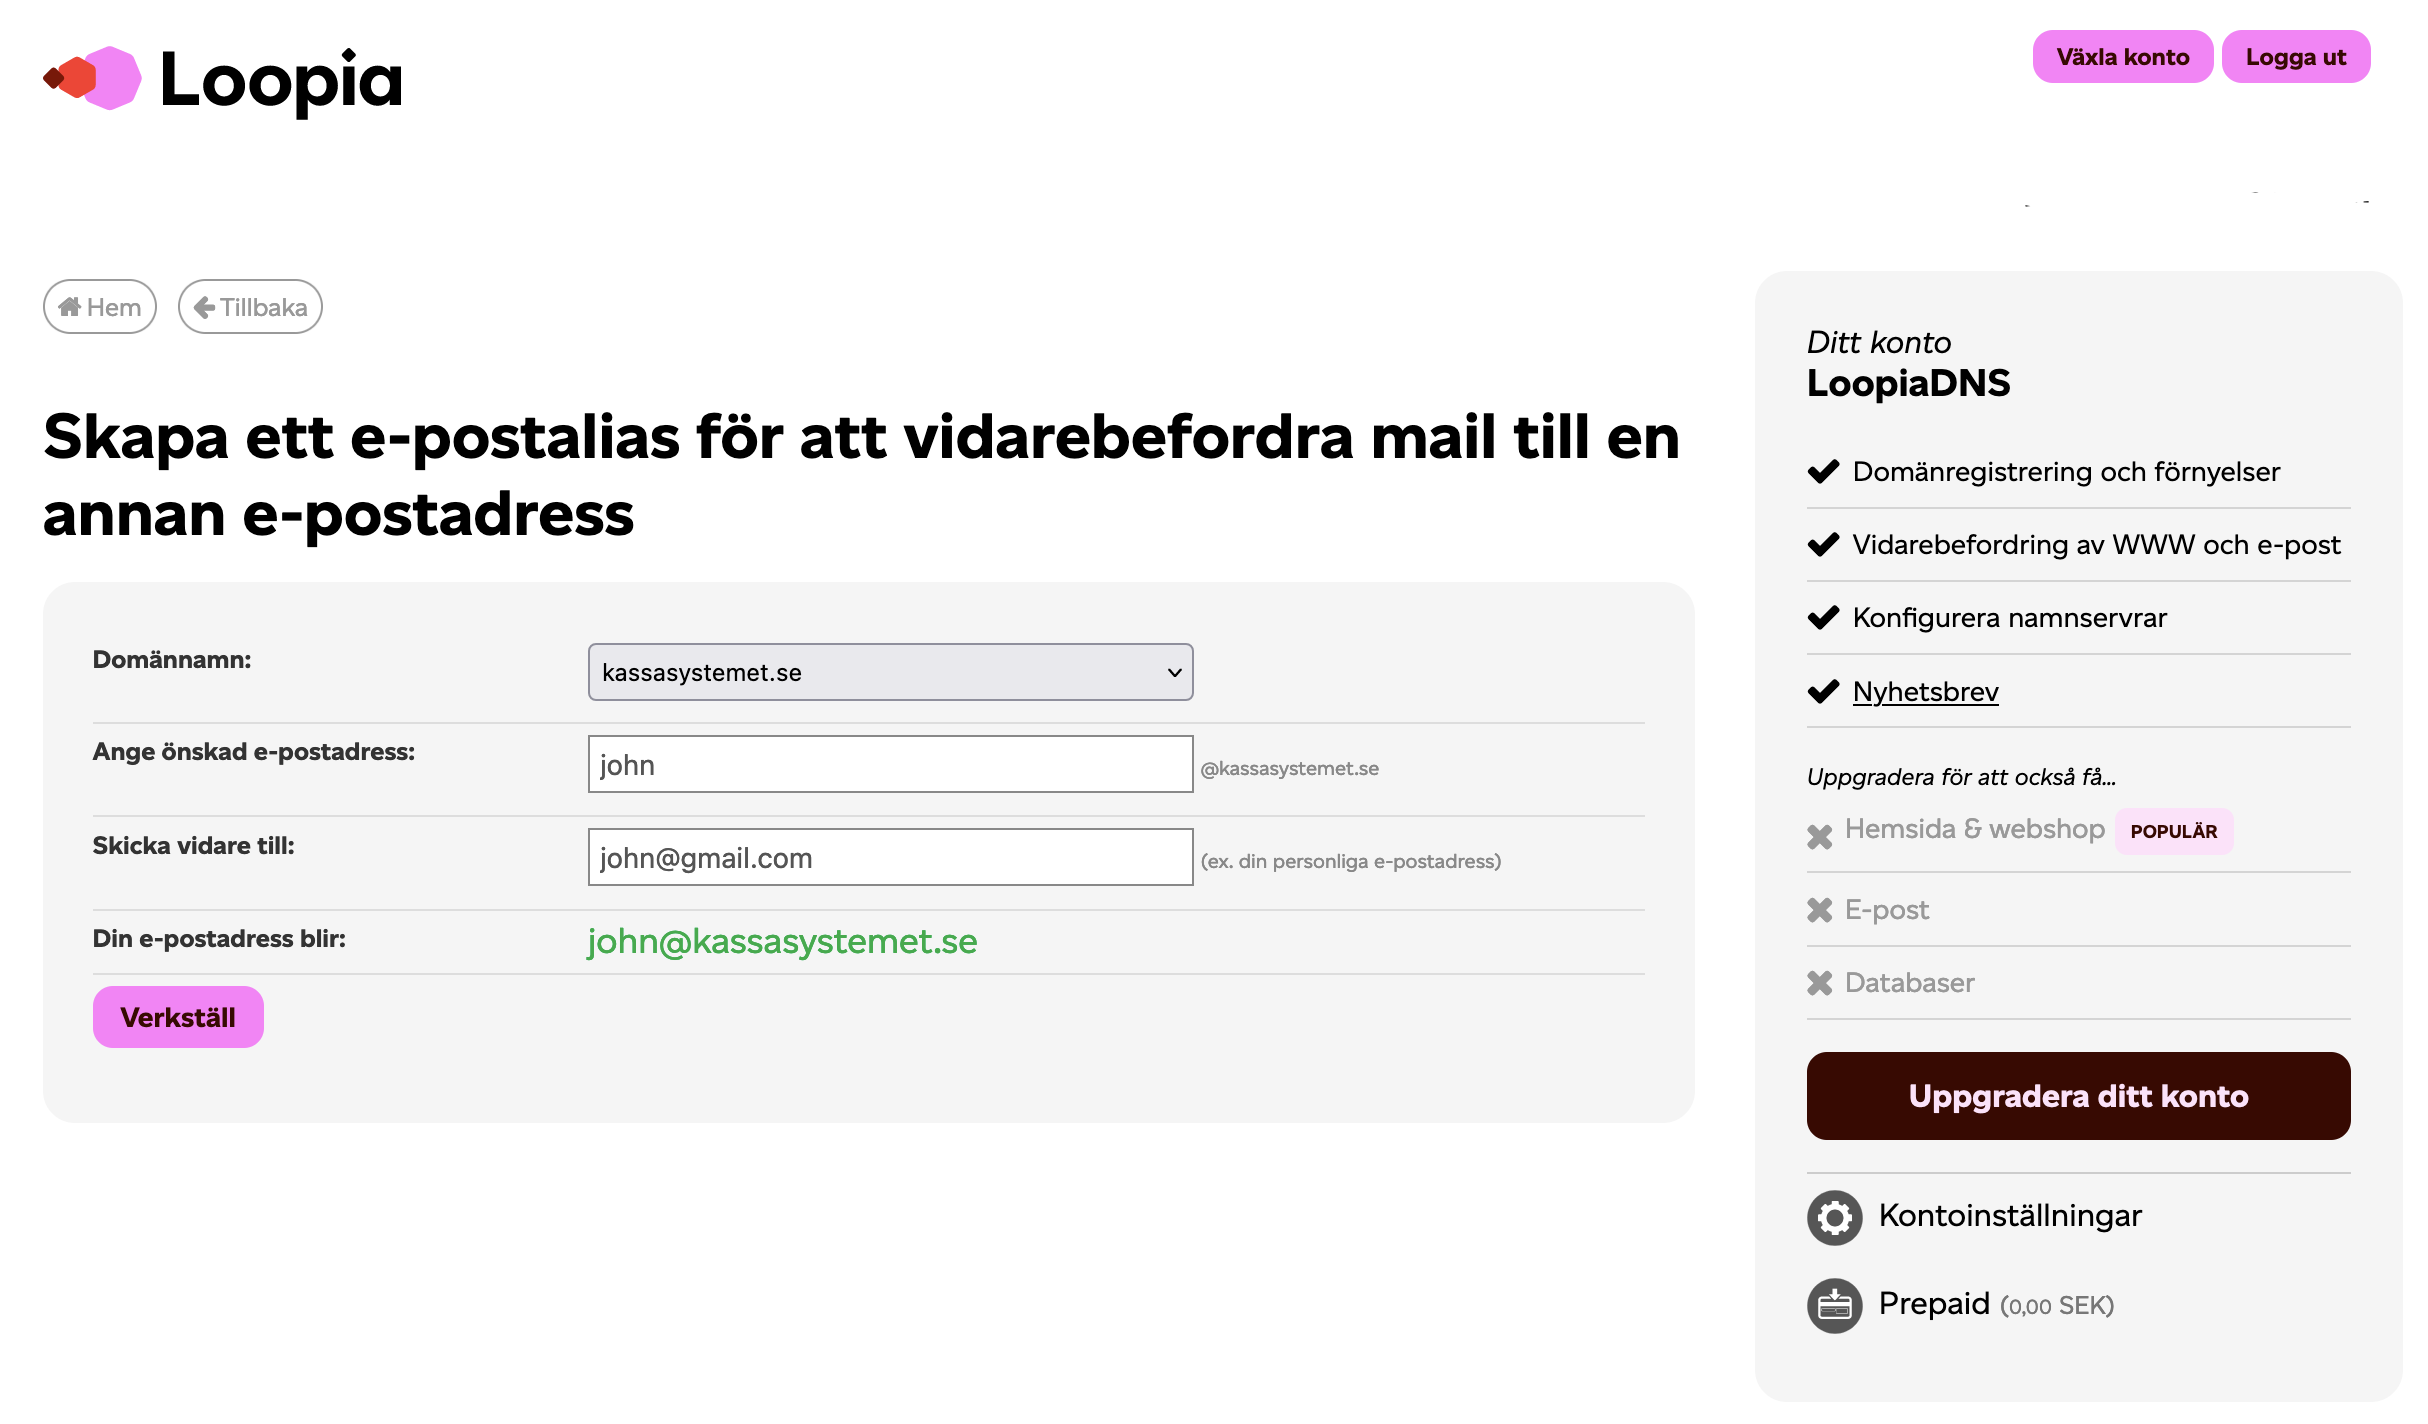 Loopia
Växla konto
Logga ut
Hem
Tillbaka
Skapa ett e-postalias för att vidarebefordra mail till en
annan e-postadress
Domännamn:
kassasystemet.se
Ange önskad e-postadress:
john
@kassasystemet.se
Skicka vidare till:
john@gmail.com
(ex. din personliga e-postadress)
Din e-postadress blir:
john@kassasystemet.se
Verkställ
Ditt konto
LoopiaDNS
Domänregistrering och förnyelser
Vidarebefordring av WWW och e-post
Konfigurera namnservrar
Nyhetsbrev
Uppgradera för att också få...
Hemsida & webshop
POPULÄR
E-post
Databaser
Uppgradera ditt konto
Kontoinställningar
Prepaid (0,00 SEK)